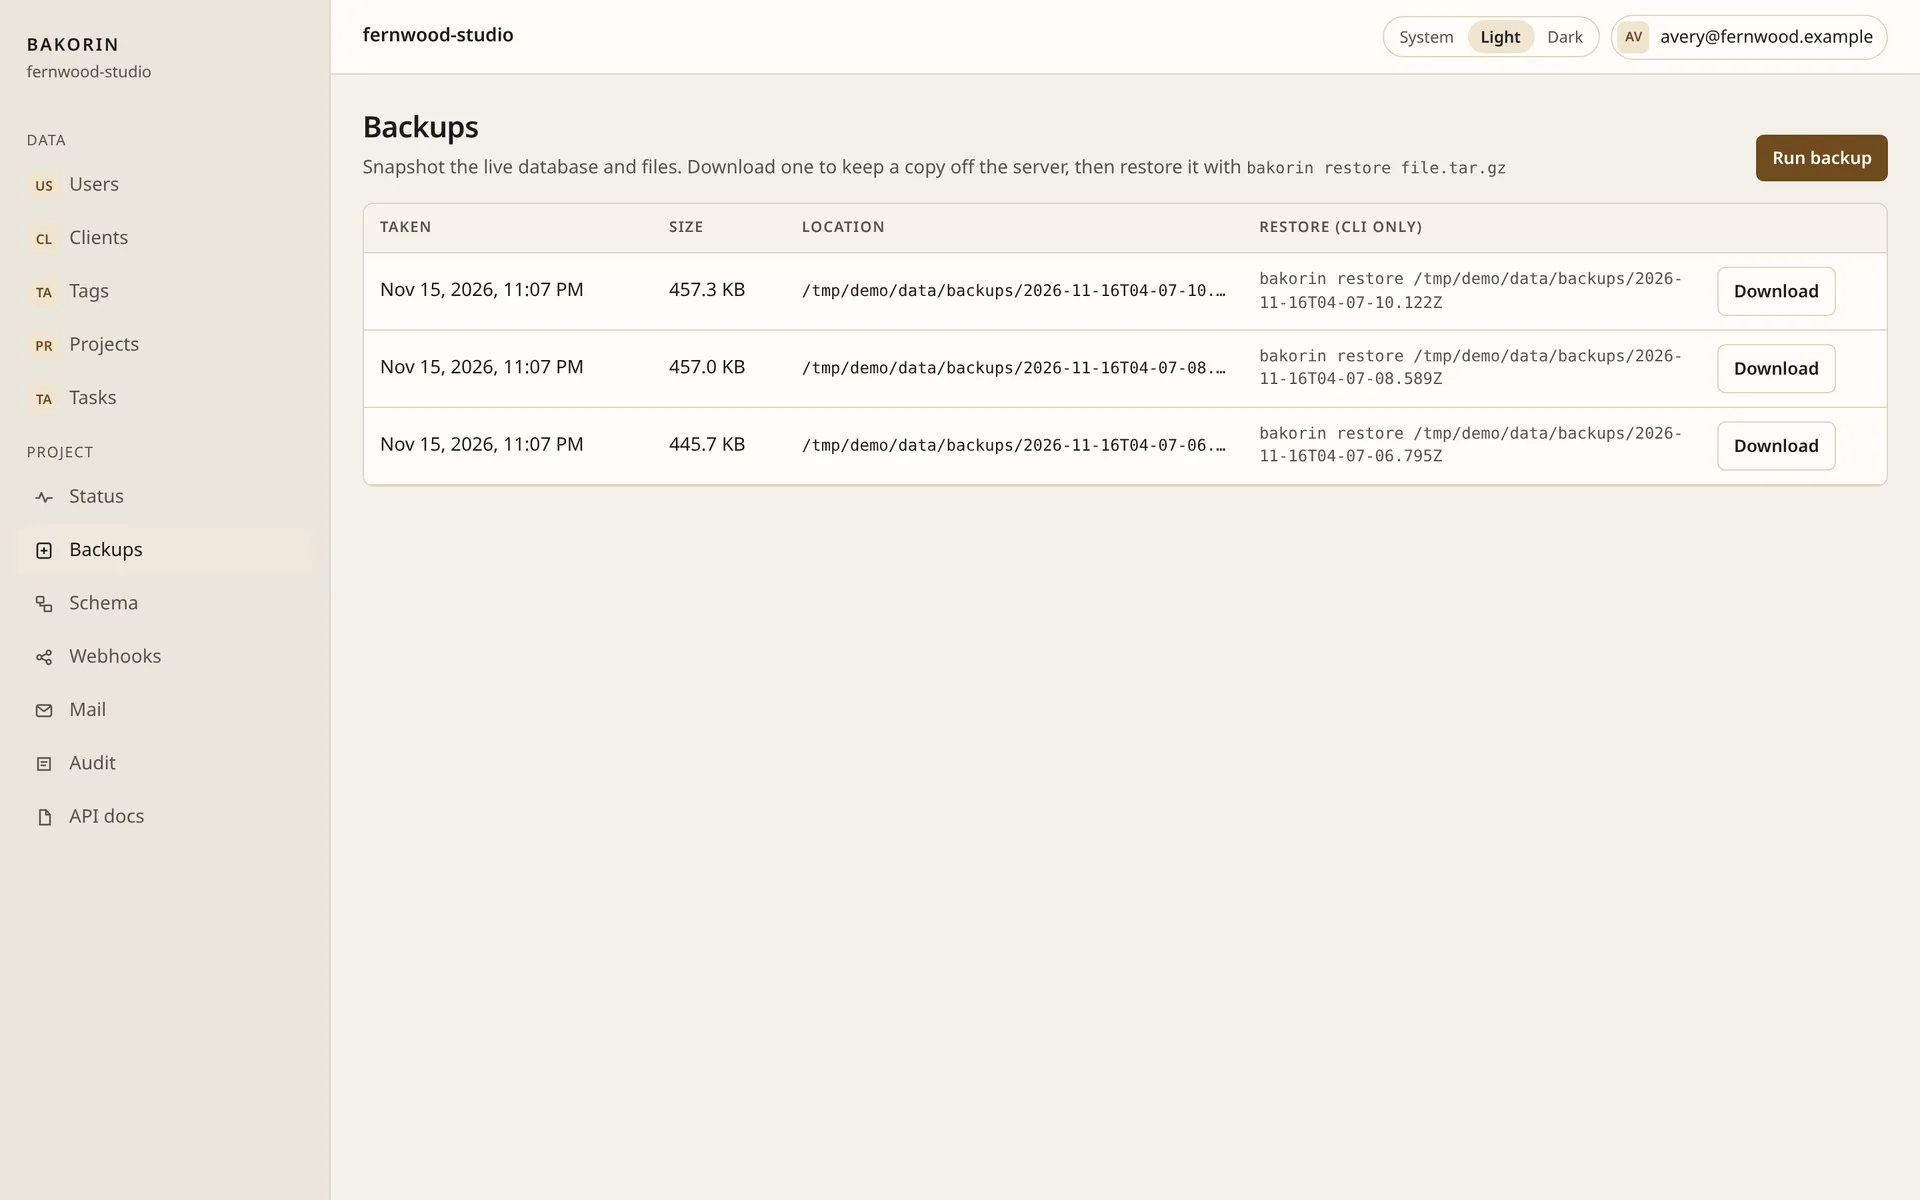 BAKORIN
fernwood-studio
DATA
US Users
CL Clients
TA Tags
PR Projects
TA Tasks
PROJECT
Status
Backups
Schema
Webhooks
Mail
Audit
API docs
fernwood-studio
System Light Dark
AV avery@fernwood.example
Backups
Snapshot the live database and files. Download one to keep a copy off the server, then restore it with bakorin restore file.tar.gz
Run backup
TAKEN SIZE LOCATION RESTORE (CLI ONLY)
Nov 15, 2026, 11:07 PM 457.3 KB /tmp/demo/data/backups/2026-11-16T04-07-10.… bakorin restore /tmp/demo/data/backups/2026-
11-16T04-07-10.122Z
Download
Nov 15, 2026, 11:07 PM 457.0 KB /tmp/demo/data/backups/2026-11-16T04-07-08.… bakorin restore /tmp/demo/data/backups/2026-
11-16T04-07-08.589Z
Download
Nov 15, 2026, 11:07 PM 445.7 KB /tmp/demo/data/backups/2026-11-16T04-07-06.… bakorin restore /tmp/demo/data/backups/2026-
11-16T04-07-06.795Z
Download